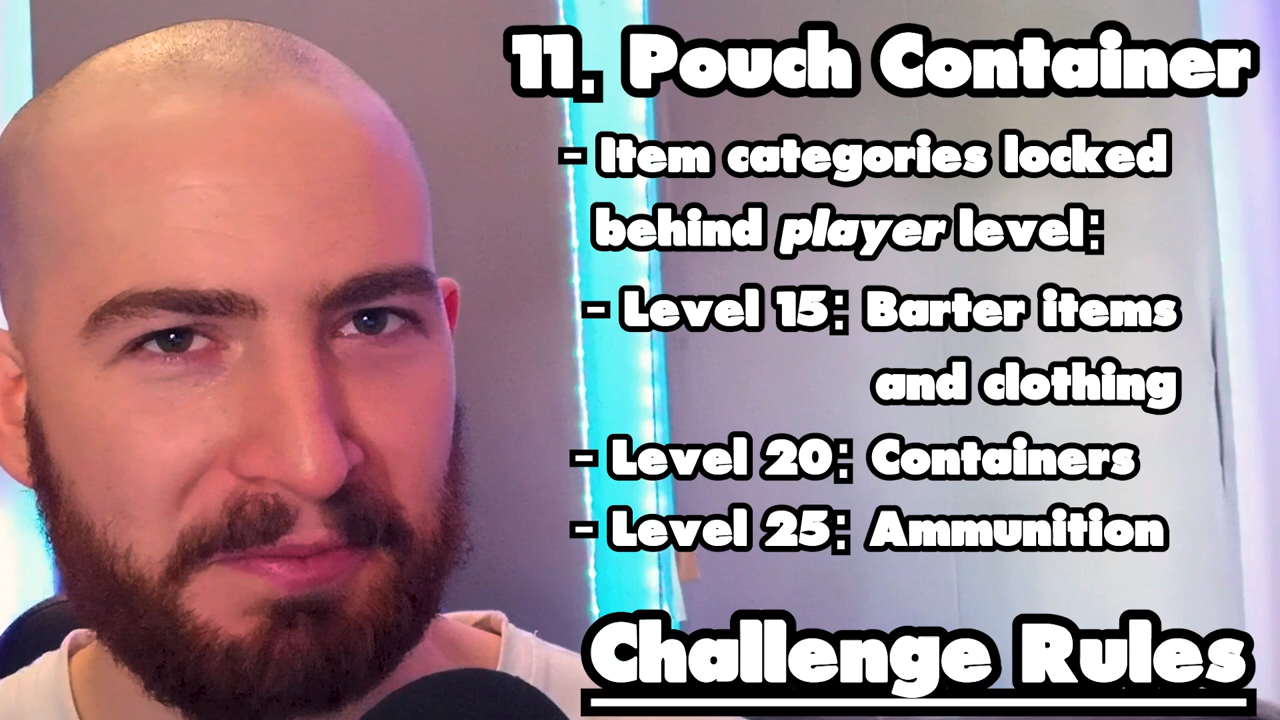 11. Pouch Container
- Item categories locked
behind player level:
- Level 15: Barter items
and clothing
- Level 20: Containers
- Level 25: Ammunition
Challenge Rules